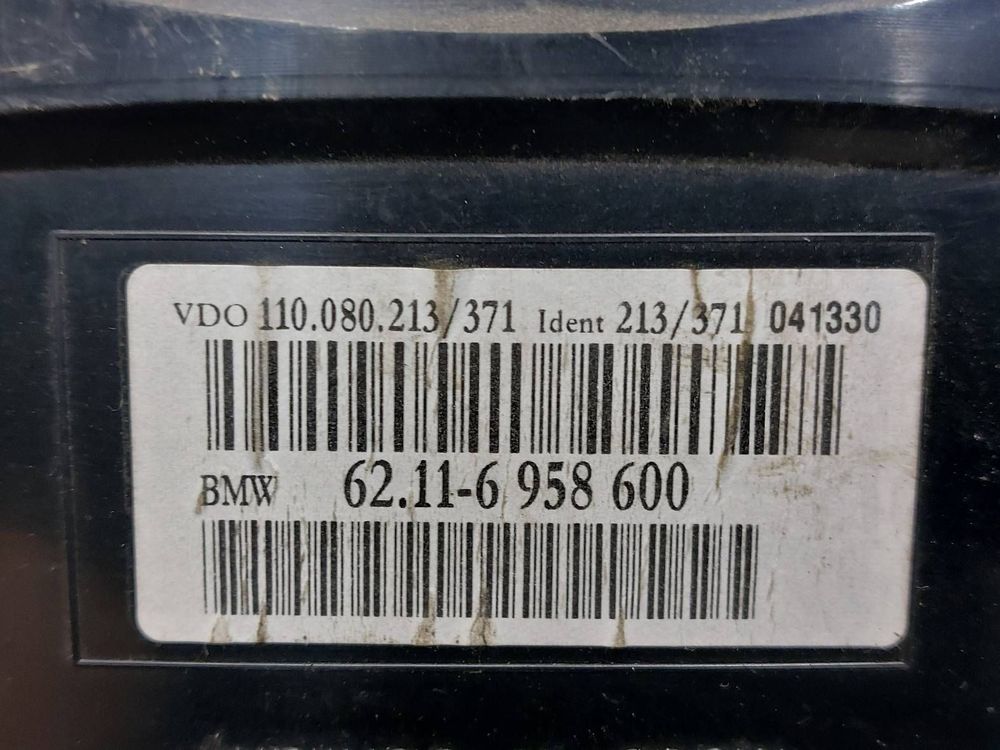 VDO 110.080.213/371 Ident 213/371 041330
BMW 62.11-6 958 600